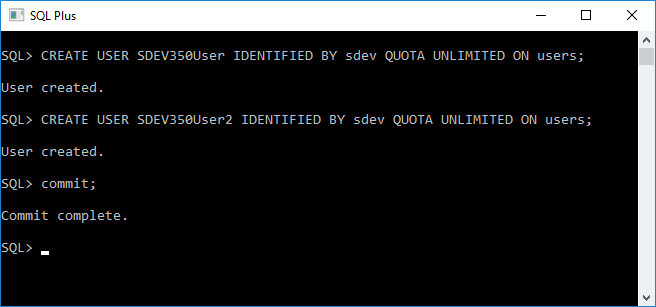 SQL Plus
SQL> CREATE USER SDEV350User IDENTIFIED BY sdev QUOTA UNLIMITED ON users;
User created.
SQL> CREATE USER SDEV350User2 IDENTIFIED BY sdev QUOTA UNLIMITED ON users;
User created.
SQL> commit;
Commit complete.
SQL>